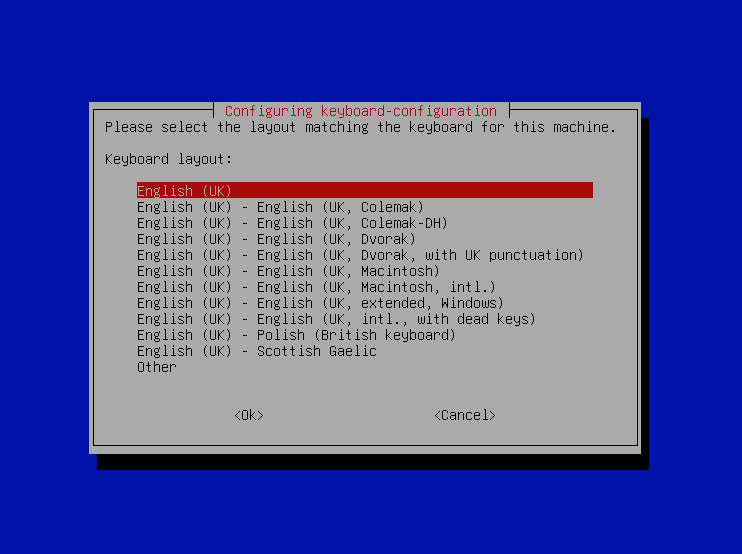 Configuring keyboard-configuration
Please select the layout matching the keyboard for this machine.
Keyboard layout:
English (UK)
English (UK) - English (UK, Colemak)
English (UK) - English (UK, Colemak-DH)
English (UK) - English (UK, Dvorak)
English (UK) - English (UK, Dvorak, with UK punctuation)
English (UK) - English (UK, Macintosh)
English (UK) - English (UK, Macintosh, intl.)
English (UK) - English (UK, extended, Windows)
English (UK) - English (UK, intl., with dead keys)
English (UK) - Polish (British keyboard)
English (UK) - Scottish Gaelic
Other
<Ok> <Cancel>